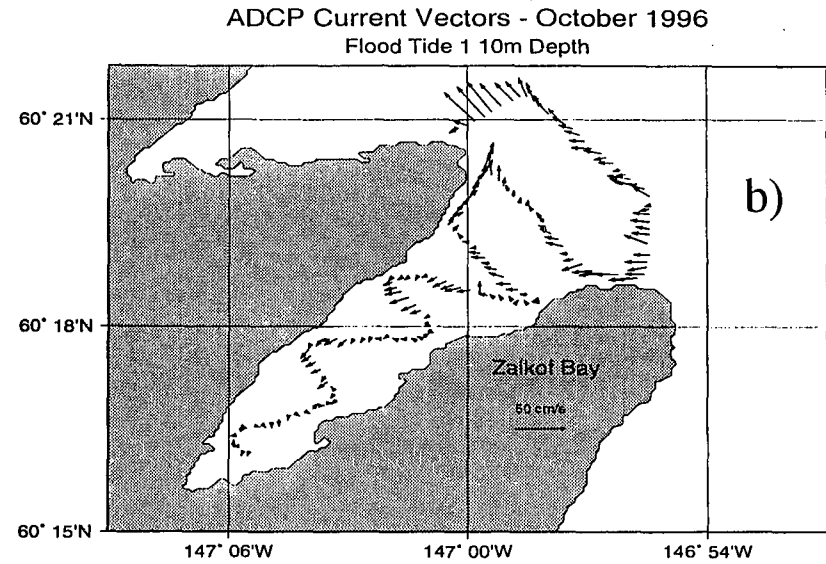 ADCP Current Vectors - October 1996
Flood Tide 1 10m Depth
60° 21'N
b)
60° 18'N
Zaikof Bay
50 cm/s
60° 15'N
147° 06'W
147° 00'W
146° 54'W